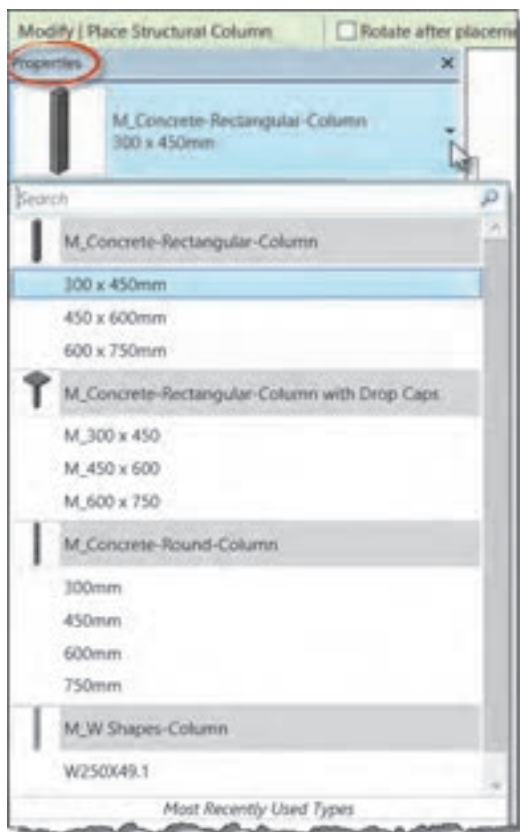 Modify | Place Structural Column Rotate after placeme
Properties
M_Concrete-Rectangular-Column
300 x 450mm
Search
M_Concrete-Rectangular-Column
300 x 450mm
450 x 600mm
600 x 750mm
M_Concrete-Rectangular-Column with Drop Caps
M_300 x 450
M_450 x 600
M_600 x 750
M_Concrete-Round-Column
300mm
450mm
600mm
750mm
M_W Shapes-Column
W250X49.1
Most Recently Used Types